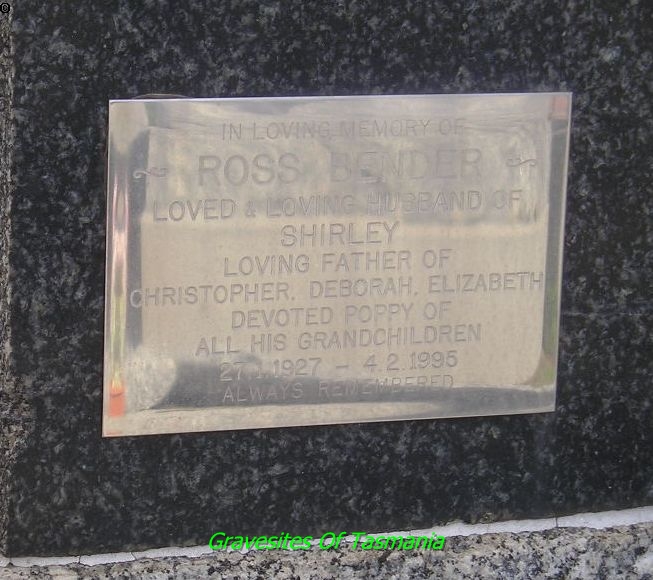 ©
IN LOVING MEMORY OF
ROSS BENDER
LOVED & LOVING HUSBAND OF
SHIRLEY
LOVING FATHER OF
CHRISTOPHER, DEBORAH, ELIZABETH
DEVOTED POPPY OF
ALL HIS GRANDCHILDREN
27.1.1927 - 4.2.1995
ALWAYS REMEMBERED
Gravesites Of Tasmania